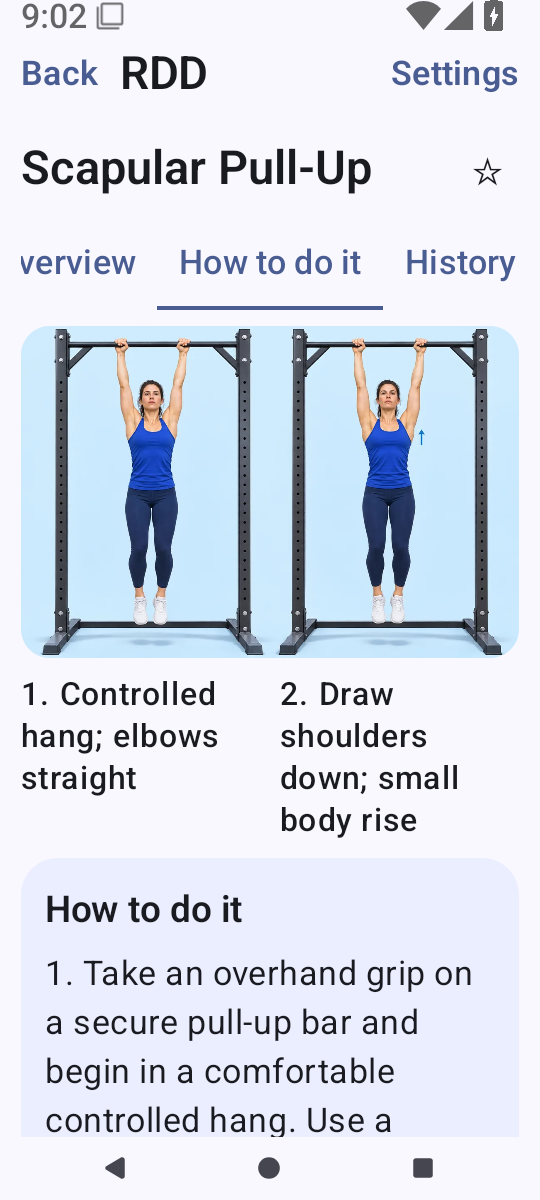 9:02
Back RDD Settings
Scapular Pull-Up
verview How to do it History
1. Controlled
hang; elbows
straight
2. Draw
shoulders
down; small
body rise
How to do it
1. Take an overhand grip on
a secure pull-up bar and
begin in a comfortable
controlled hang. Use a